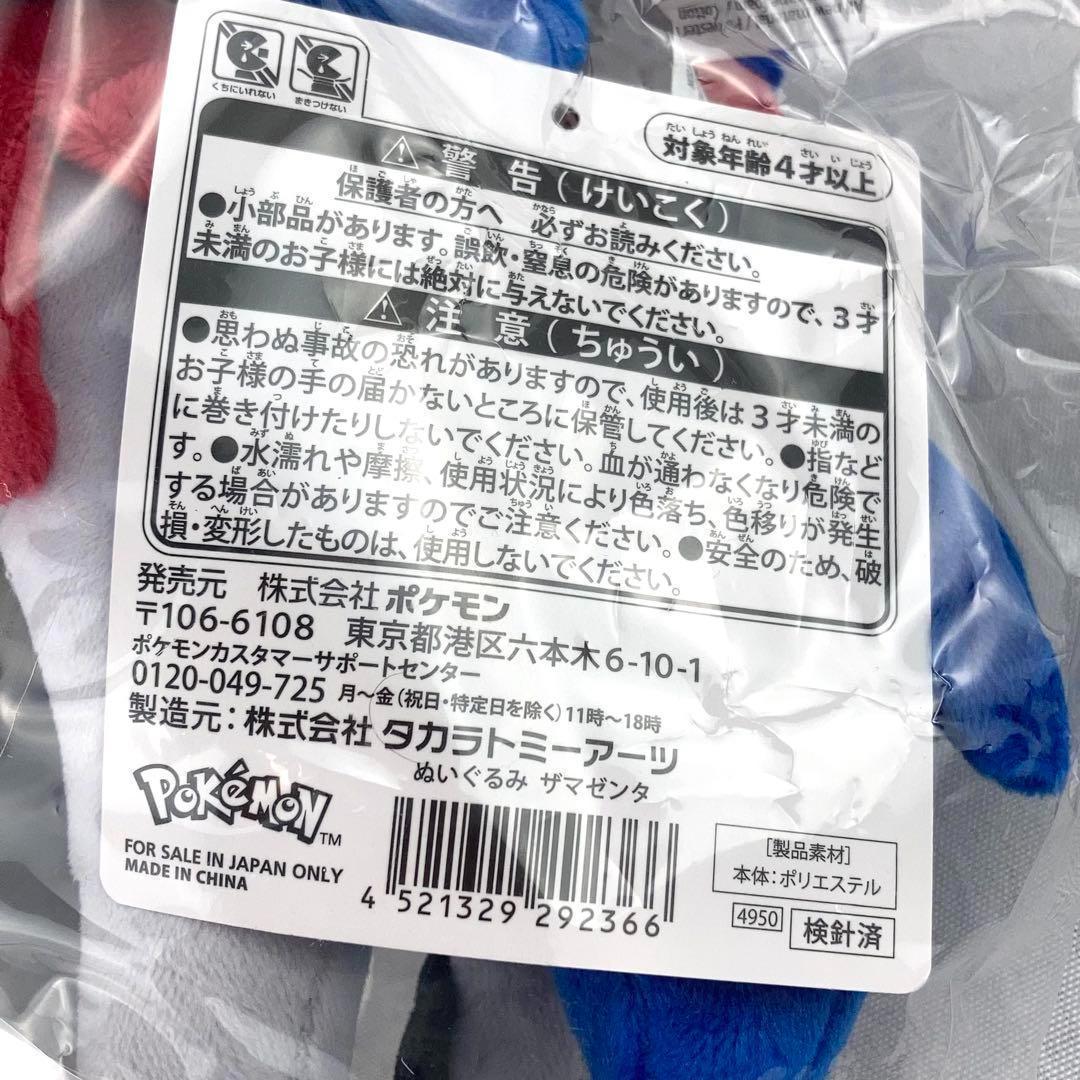 くちにいれない
まきつけない
対象年齢4才以上
警告(けいこく)
保護者の方へ 必ずお読みください。
●小部品があります。誤飲・窒息の危険がありますので、3才
未満のお子様には絶対に与えないでください。
注意(ちゅうい)
●思わぬ事故の恐れがありますので、使用後は3才未満の
お子様の手の届かないところに保管してください。●指など
に巻き付けたりしないでください。血が通わなくなり危険で
す。●水濡れや摩擦、使用状況により色落ち、色移りが発生
する場合がありますのでご注意ください。●安全のため、破
損・変形したものは、使用しないでください。
発売元 株式会社 ポケモン
〒106-6108 東京都港区六本木6-10-1
ポケモンカスタマーサポートセンター
0120-049-725 月～金(祝日・特定日を除く)11時～18時
製造元:株式会社 タカラトミーアーツ
ぬいぐるみ ザマゼンタ
POKéMON™
FOR SALE IN JAPAN ONLY
MADE IN CHINA
4 521329 292366
[製品素材]
本体:ポリエステル
4950
検針済